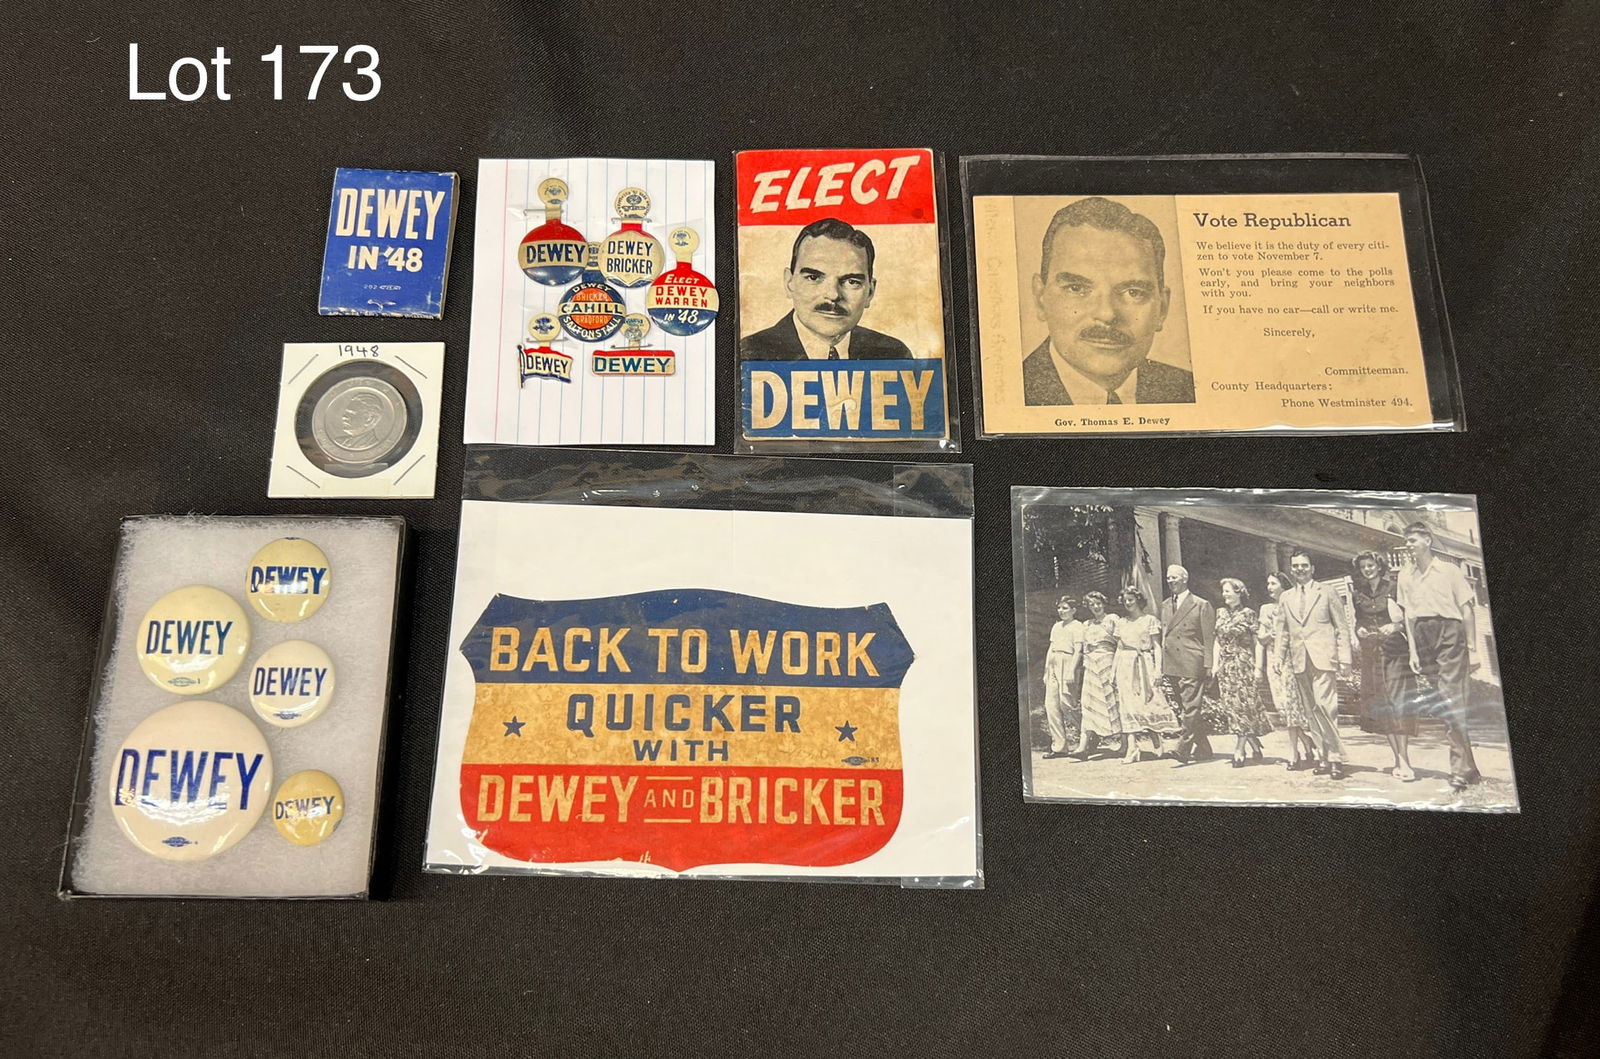 Lot 173
DEWEY
IN '48
1948
DEWEY
DEWEY
BRICKER
DEWEY
BRICKER
CAHILL
BRADFORD
SALTONSTALL
ELECT
DEWEY
WARREN
IN '48
DEWEY
DEWEY
ELECT
DEWEY
Vote Republican
We believe it is the duty of every citi-
zen to vote November 7.
Won't you please come to the polls
early, and bring your neighbors
with you.
If you have no car—call or write me.
Sincerely,
Committeeman.
County Headquarters:
Phone Westminster 494.
Gov. Thomas E. Dewey
DEWEY
DEWEY
DEWEY
DEWEY
DEWEY
BACK TO WORK
QUICKER
WITH
DEWEY AND BRICKER